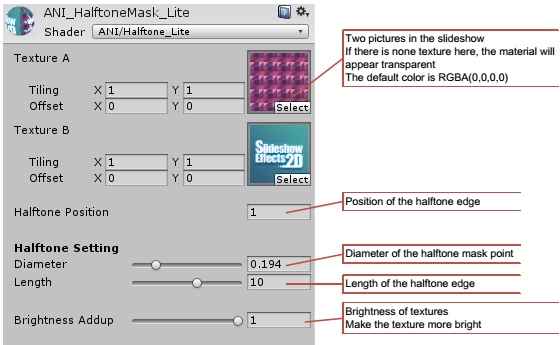 ANI_HalftoneMask_Lite
Shader ANI/Halftone_Lite
Texture A
Tiling X 1 Y 1
Offset X 0 Y 0
Select
Texture B
Slideshow
Effects
2D
Tiling X 1 Y 1
Offset X 0 Y 0
Select
Halftone Position 1
Halftone Setting
Diameter 0.194
Length 10
Brightness Addup 1
Two pictures in the slideshow
If there is none texture here, the material will
appear transparent
The default color is RGBA(0,0,0,0)
Position of the halftone edge
Diameter of the halftone mask point
Length of the halftone edge
Brightness of textures
Make the texture more bright